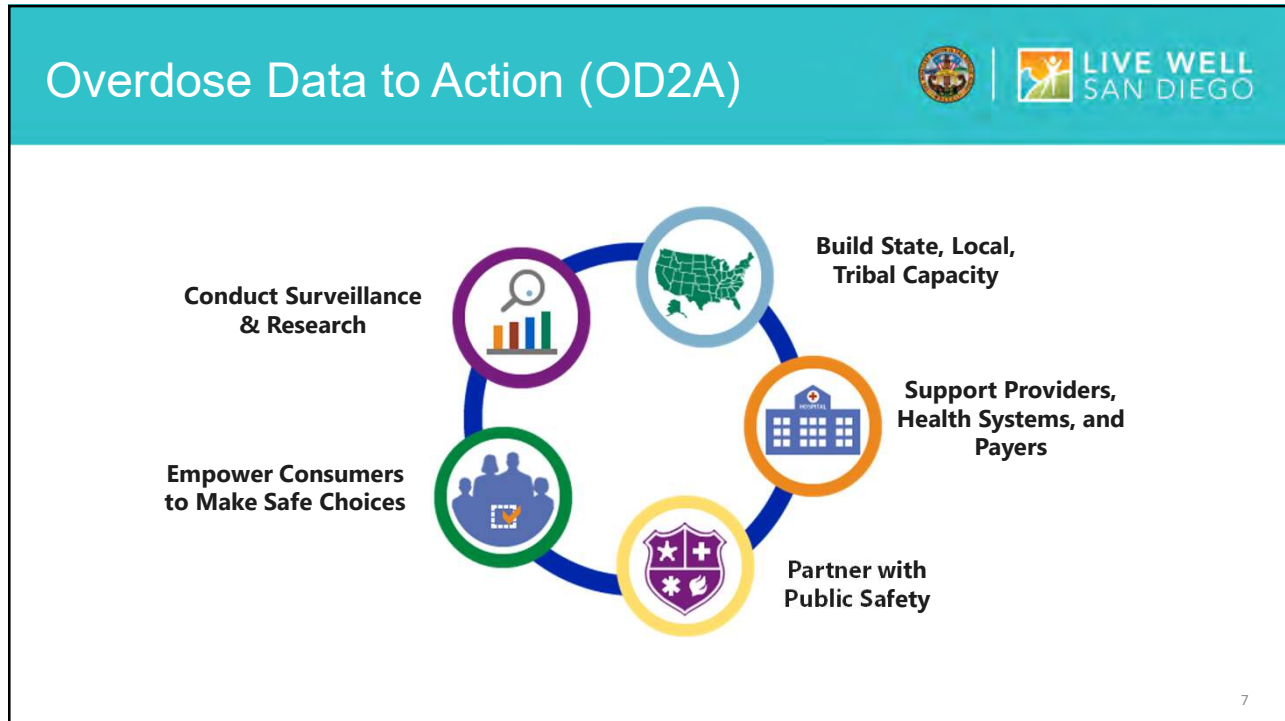 Overdose Data to Action (OD2A)
LIVE WELL
SAN DIEGO
Build State, Local,
Tribal Capacity
Conduct Surveillance
& Research
HOSPITAL
Support Providers,
Health Systems, and
Payers
Empower Consumers
to Make Safe Choices
Partner with
Public Safety
7